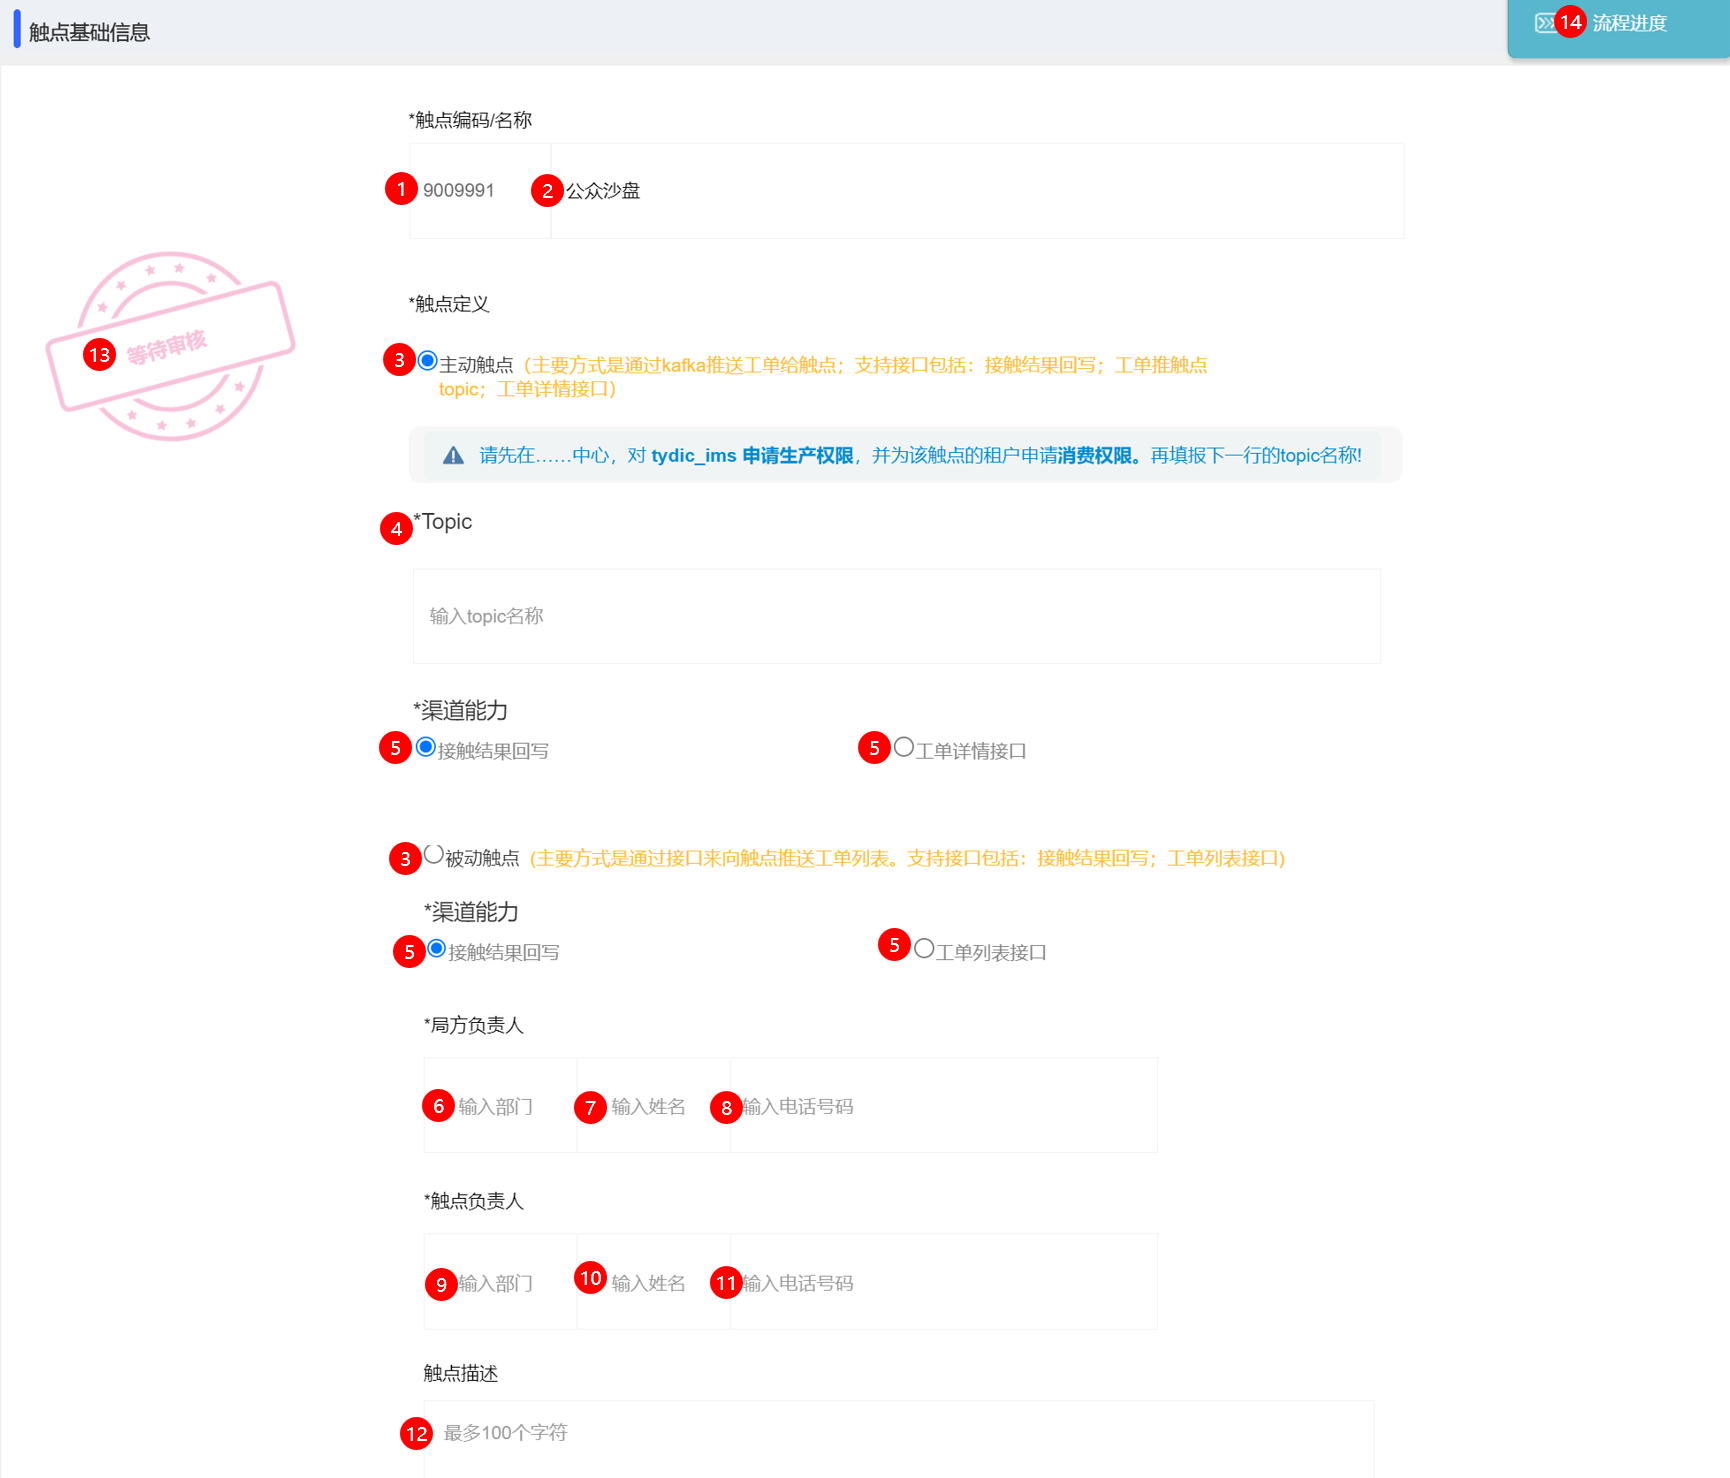 触点基础信息
14 流程进度
*触点编码/名称
1 9009991 2 公众沙盘
*触点定义
13 等待审核
3 主动触点（主要方式是通过kafka推送工单给触点；支持接口包括：接触结果回写；工单推触点
topic；工单详情接口）
请先在……中心，对 tydic_ims 申请生产权限，并为该触点的租户申请消费权限。再填报下一行的topic名称!
4 *Topic
输入topic名称
*渠道能力
5 接触结果回写 5 工单详情接口
3 被动触点 (主要方式是通过接口来向触点推送工单列表。支持接口包括：接触结果回写；工单列表接口)
*渠道能力
5 接触结果回写 5 工单列表接口
*局方负责人
6 输入部门 7 输入姓名 8 输入电话号码
*触点负责人
9 输入部门 10 输入姓名 11 输入电话号码
触点描述
12 最多100个字符